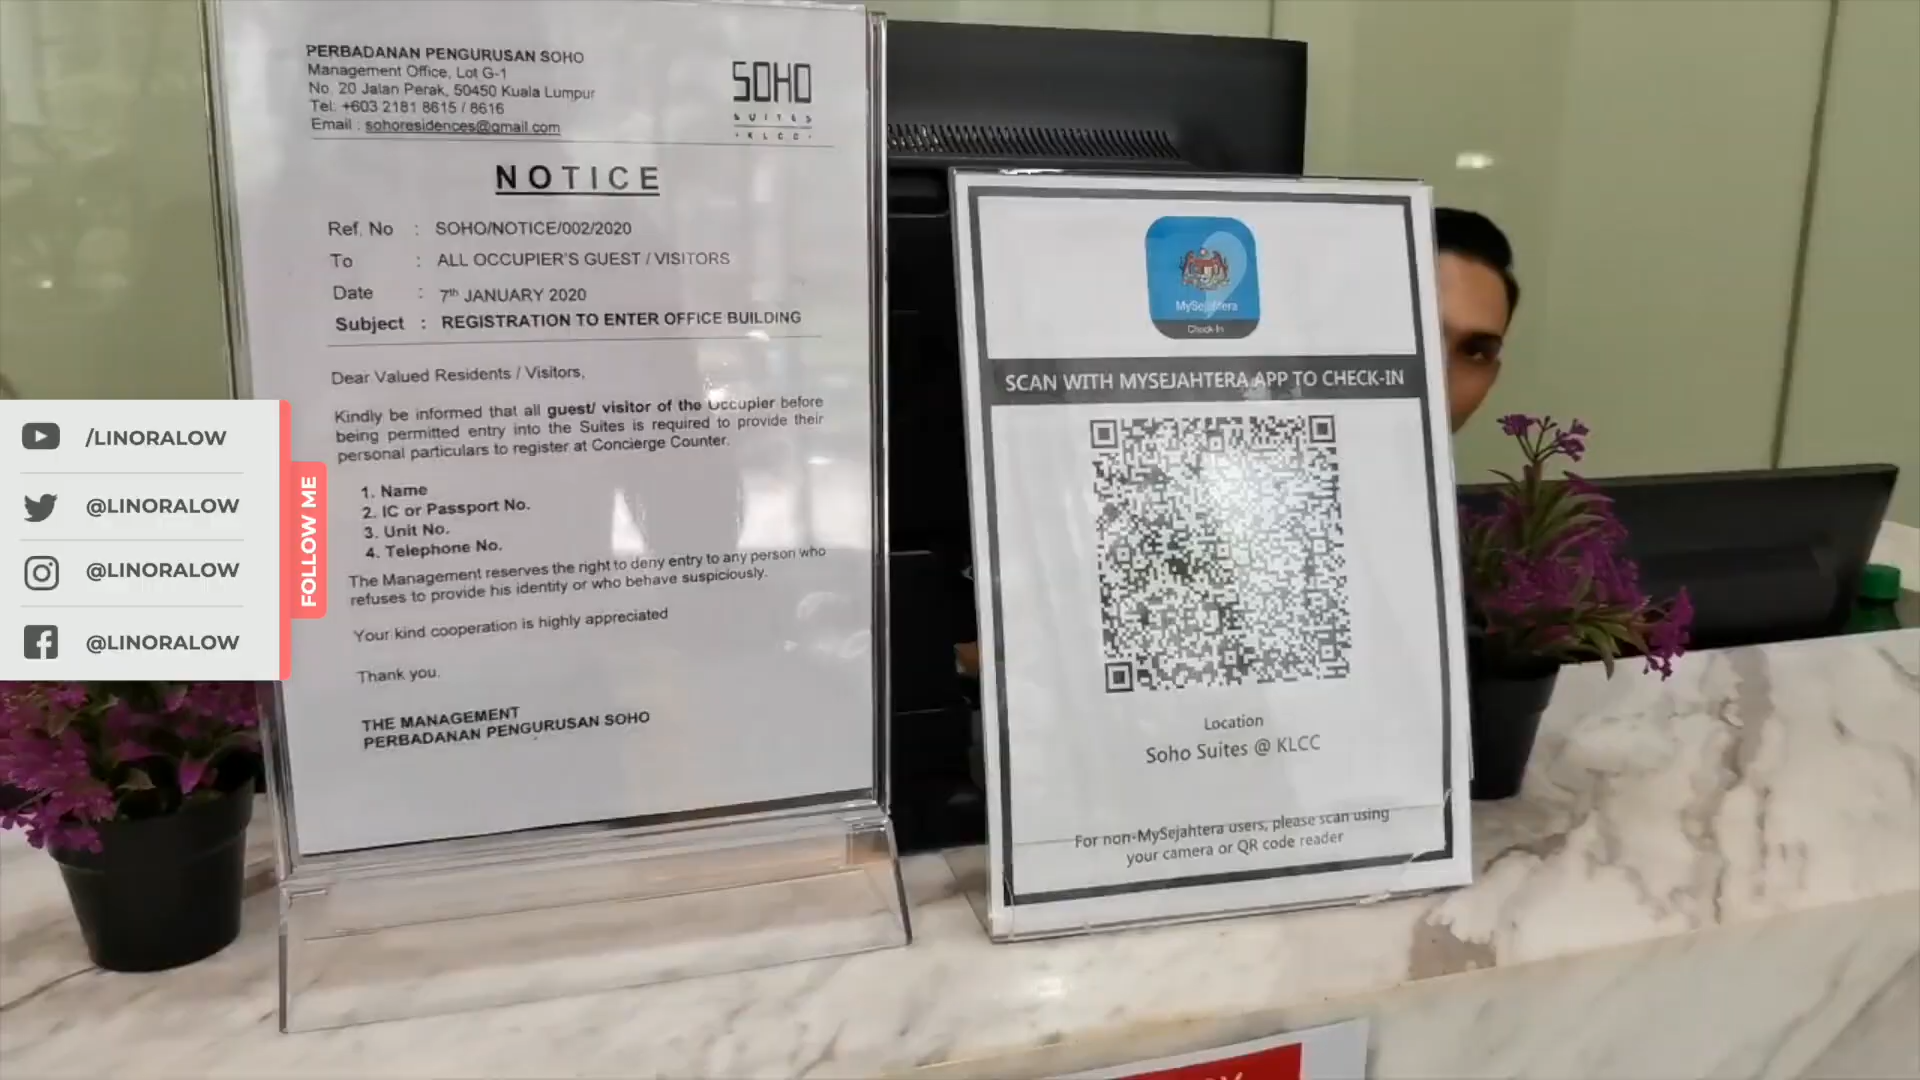 PERBADANAN PENGURUSAN SOHO
Management Office, Lot G-1
No. 20 Jalan Perak, 50450 Kuala Lumpur
Tel: +603 2181 8615 / 8616
Email : sohoresidences@gmail.com
SOHO
SUITES
• KLCC •
NOTICE
Ref. No : SOHO/NOTICE/002/2020
To : ALL OCCUPIER'S GUEST / VISITORS
Date : 7th JANUARY 2020
Subject : REGISTRATION TO ENTER OFFICE BUILDING
Dear Valued Residents / Visitors,
Kindly be informed that all guest/ visitor of the Occupier before
being permitted entry into the Suites is required to provide their
personal particulars to register at Concierge Counter.
1. Name
2. IC or Passport No.
3. Unit No.
4. Telephone No.
The Management reserves the right to deny entry to any person who
refuses to provide his identity or who behave suspiciously.
Your kind cooperation is highly appreciated
Thank you.
THE MANAGEMENT
PERBADANAN PENGURUSAN SOHO
MySejahtera
Check-In
SCAN WITH MYSEJAHTERA APP TO CHECK-IN
Location
Soho Suites @ KLCC
For non-MySejahtera users, please scan using
your camera or QR code reader
/LINORALOW
@LINORALOW
@LINORALOW
@LINORALOW
FOLLOW ME